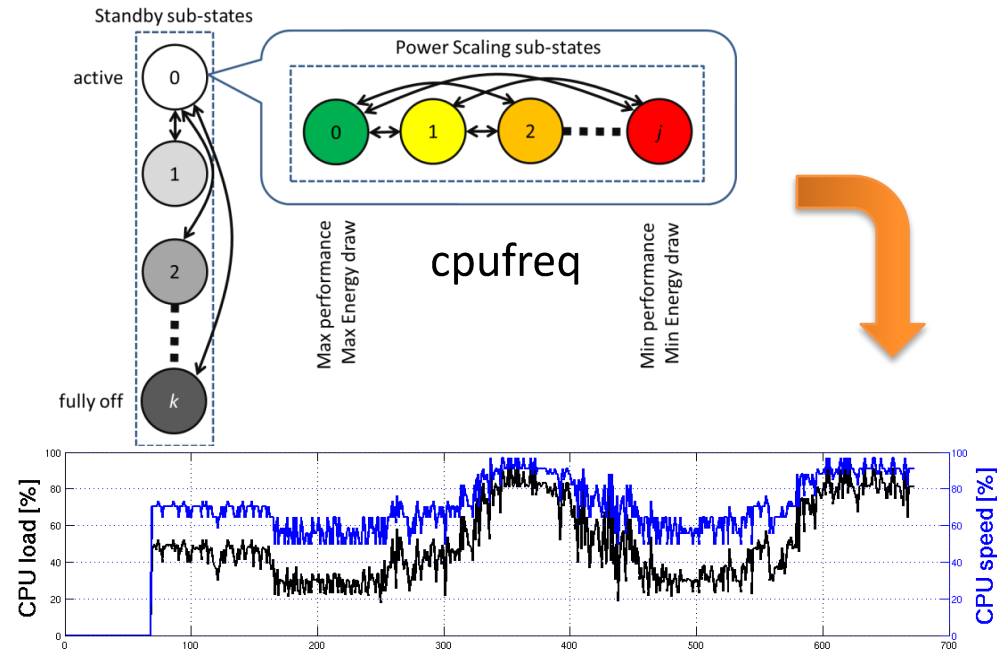 Standby sub-states
active
0
1
2
k
fully off
Power Scaling sub-states
0
1
2
j
Max performance
Max Energy draw
cpufreq
Min performance
Min Energy draw
CPU load [%]
100
80
60
40
20
0
0
100
200
300
400
500
600
700
100
80
60
40
20
0
CPU speed [%]